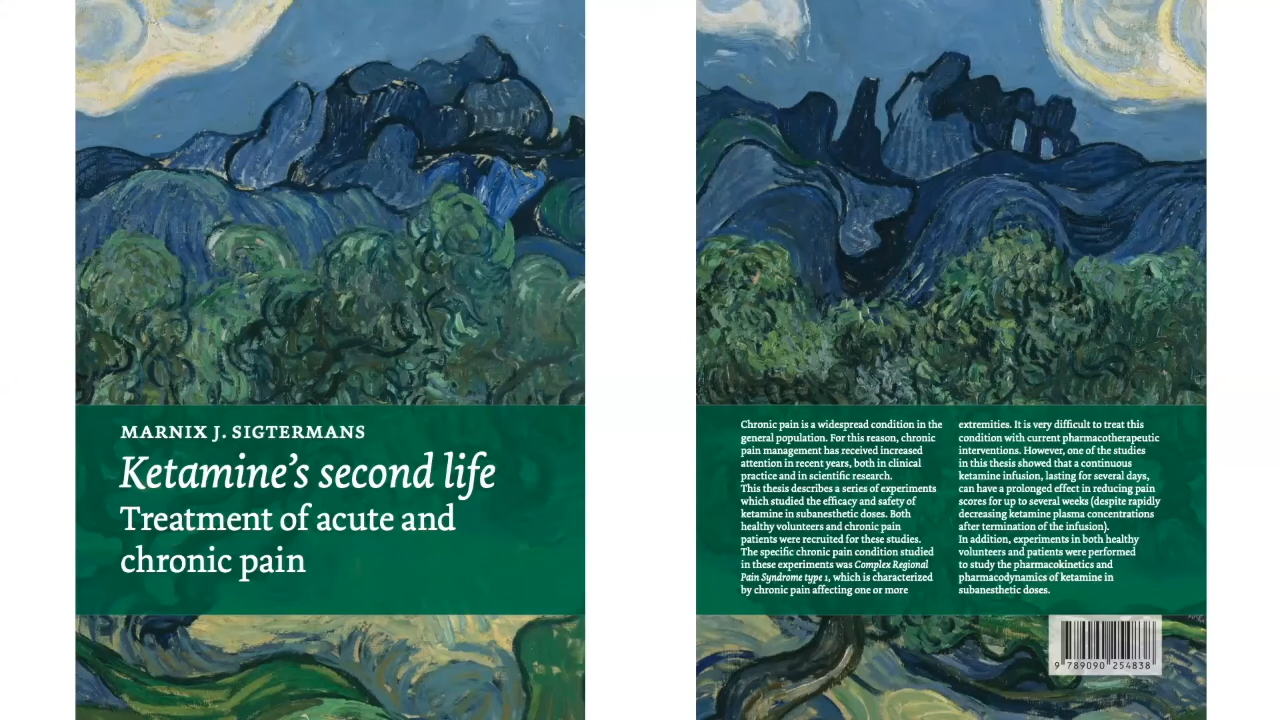 MARNIX J. SIGTERMANS
Ketamine’s second life
Treatment of acute and
chronic pain
Chronic pain is a widespread condition in the
general population. For this reason, chronic
pain management has received increased
attention in recent years, both in clinical
practice and in scientific research.
This thesis describes a series of experiments
which studied the efficacy and safety of
ketamine in subanesthetic doses. Both
healthy volunteers and chronic pain
patients were recruited for these studies.
The specific chronic pain condition studied
in these experiments was Complex Regional
Pain Syndrome type 1, which is characterized
by chronic pain affecting one or more
extremities. It is very difficult to treat this
condition with current pharmacotherapeutic
interventions. However, one of the studies
in this thesis showed that a continuous
ketamine infusion, lasting for several days,
can have a prolonged effect in reducing pain
scores for up to several weeks (despite rapidly
decreasing ketamine plasma concentrations
after termination of the infusion).
In addition, experiments in both healthy
volunteers and patients were performed
to study the pharmacokinetics and
pharmacodynamics of ketamine in
subanesthetic doses.
9 789090 254838